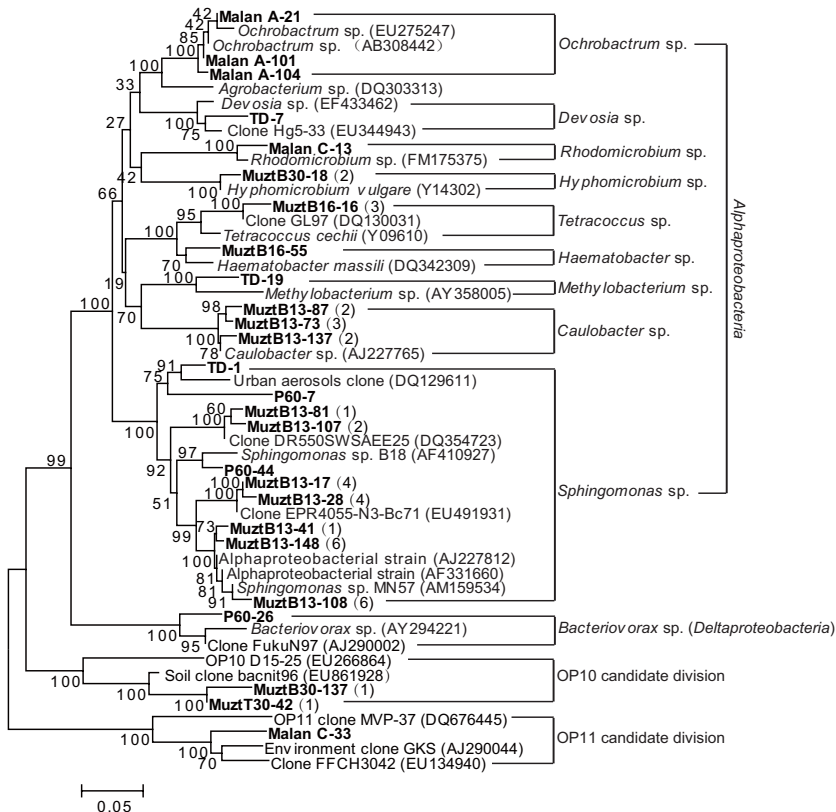 42 Malan A-21
42 Ochrobactrum sp. (EU275247)
85 Ochrobactrum sp. (AB308442)
Ochrobactrum sp.
100 Malan A-101
Malan A-104
100
Agrobacterium sp. (DQ303313)
33
Devosia sp. (EF433462)
100 TD-7
Devosia sp.
75 Clone Hg5-33 (EU344943)
27
100 Malan C-13
Rhodomicrobium sp.
Rhodomicrobium sp. (FM175375)
42 MuztB30-18 (2)
Hyphomicrobium sp.
100 Hyphomicrobium vulgare (Y14302)
66
100 MuztB16-16 (3)
95 Clone GL97 (DQ130031)
Tetracoccus sp.
Tetracoccus cechii (Y09610)
100
MuztB16-55
Haematobacter sp.
70 Haematobacter massili (DQ342309)
19
100 TD-19
Methylobacterium sp.
Methylobacterium sp. (AY358005)
100
70
98 MuztB13-87 (2)
MuztB13-73 (3)
Caulobacter sp.
100 MuztB13-137 (2)
78 Caulobacter sp. (AJ227765)
Alphaproteobacteria
91 TD-1
75 Urban aerosols clone (DQ129611)
P60-7
60 MuztB13-81 (1)
100 MuztB13-107 (2)
100
Clone DR550SWSAEE25 (DQ354723)
97 Sphingomonas sp. B18 (AF410927)
99
92
P60-44
100 MuztB13-17 (4)
Sphingomonas sp.
100 MuztB13-28 (4)
51
Clone EPR4055-N3-Bc71 (EU491931)
73 MuztB13-41 (1)
99
MuztB13-148 (6)
100 Alphaproteobacterial strain (AJ227812)
81 Alphaproteobacterial strain (AF331660)
81 Sphingomonas sp. MN57 (AM159534)
91 MuztB13-108 (6)
P60-26
100 Bacteriovorax sp. (AY294221)
Bacteriovorax sp. (Deltaproteobacteria)
95 Clone FukuN97 (AJ290002)
OP10 D15-25 (EU266864)
100 Soil clone bacnit96 (EU861928)
OP10 candidate division
MuztB30-137 (1)
100 MuztT30-42 (1)
OP11 clone MVP-37 (DQ676445)
100 Malan C-33
OP11 candidate division
100 Environment clone GKS (AJ290044)
70 Clone FFCH3042 (EU134940)
0.05